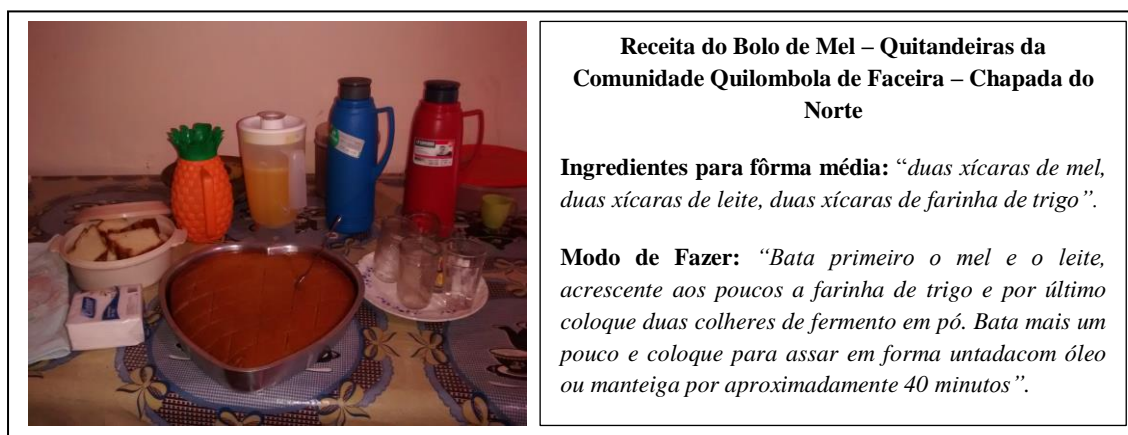 Receita do Bolo de Mel – Quitandeiras da
Comunidade Quilombola de Faceira – Chapada do
Norte
Ingredientes para fôrma média: “duas xícaras de mel,
duas xícaras de leite, duas xícaras de farinha de trigo”.
Modo de Fazer: “Bata primeiro o mel e o leite,
acrescente aos poucos a farinha de trigo e por último
coloque duas colheres de fermento em pó. Bata mais um
pouco e coloque para assar em forma untadacom óleo
ou manteiga por aproximadamente 40 minutos”.